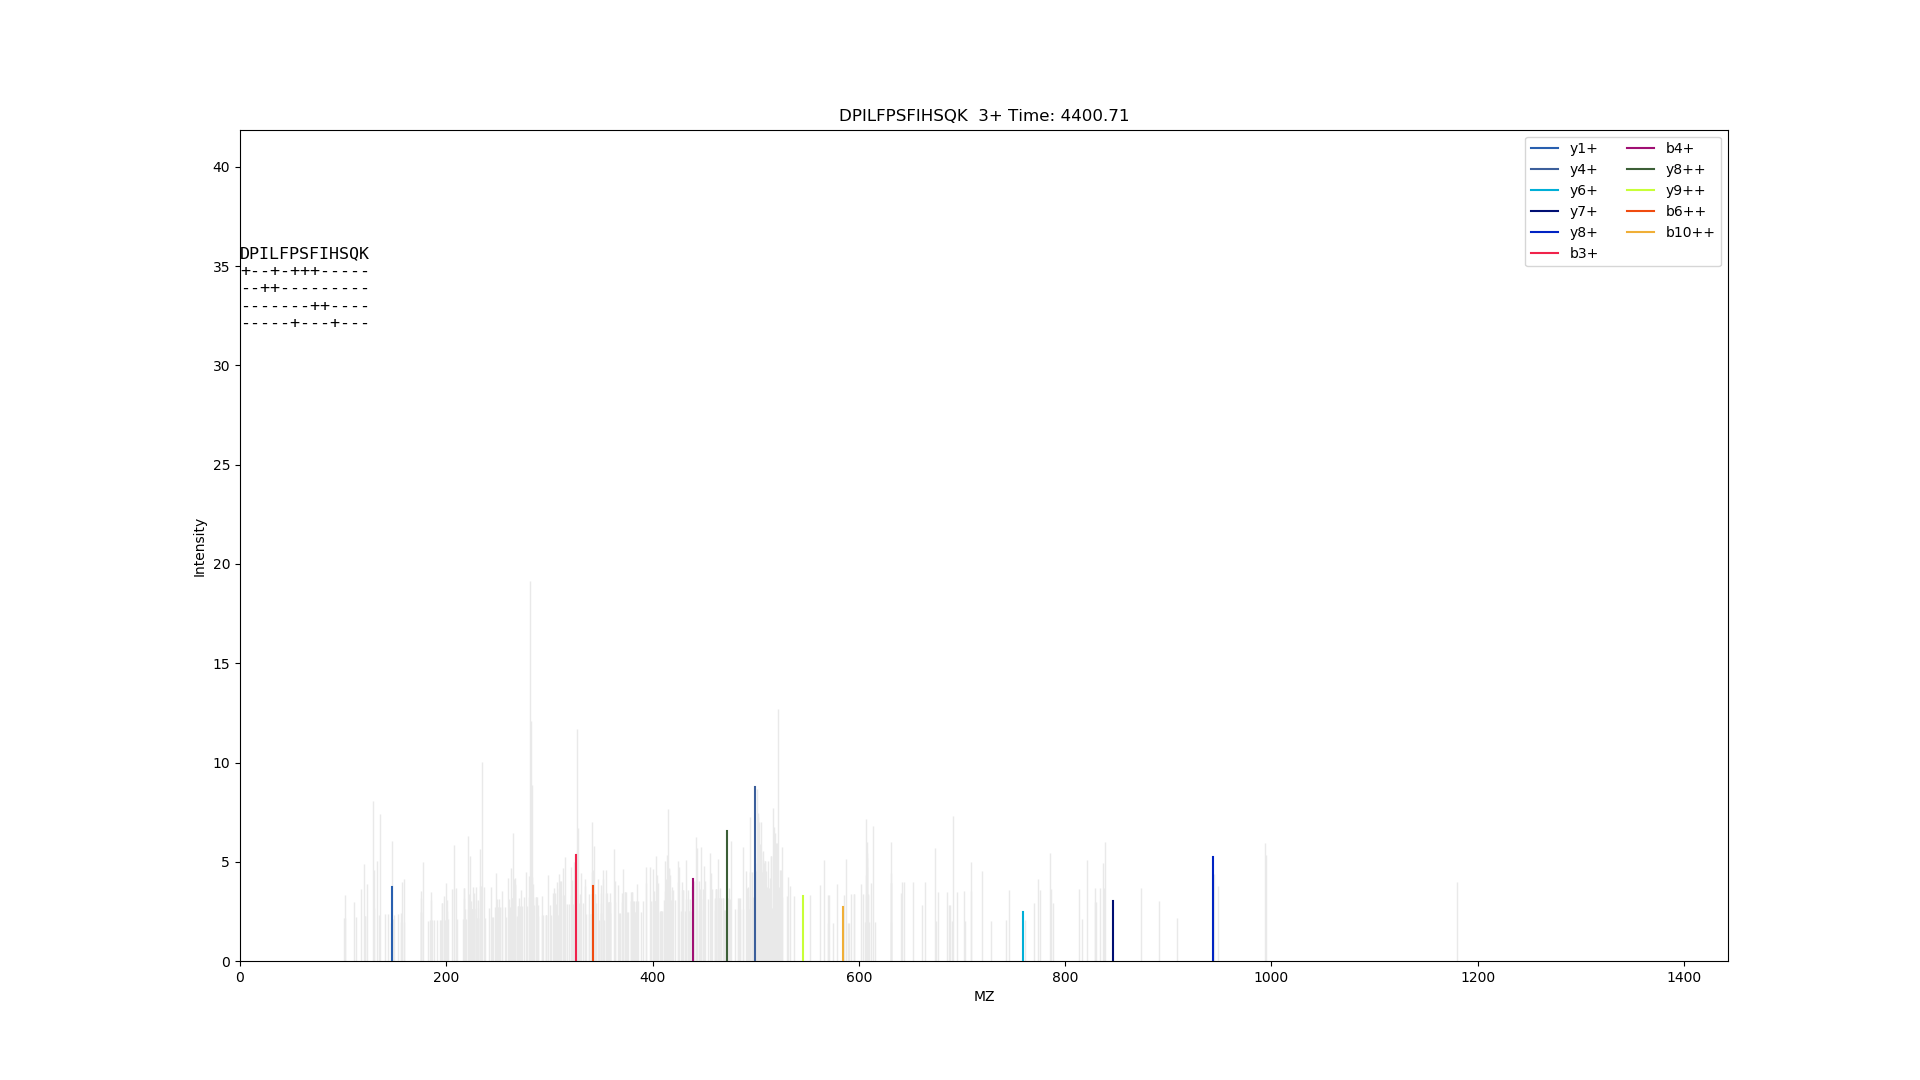 DPILFPSFIHSQK  3+ Time: 4400.71
40
35
30
25
20
15
10
5
0
Intensity
DPILFPSFIHSQK
+--+-+++-----
--++---------
-------++----
-----+---+---
y1+
y4+
y6+
y7+
y8+
b3+
b4+
y8++
y9++
b6++
b10++
0 200 400 600 800 1000 1200 1400
MZ